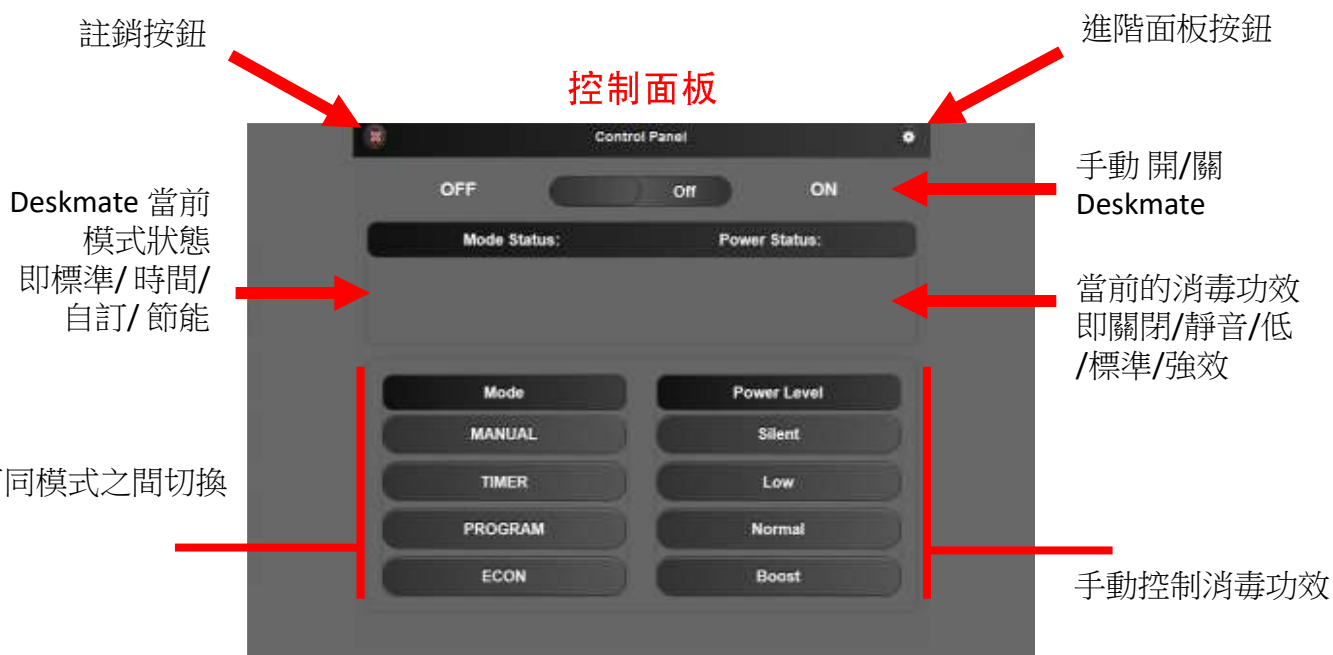 註銷按鈕
進階面板按鈕
控制面板
Control Panel
OFF
Off
ON
手動 開/關
Deskmate
Deskmate 當前
模式狀態
即標準/ 時間/
自訂/ 節能
Mode Status:
Power Status:
當前的消毒功效
即關閉/靜音/低
/標準/強效
Mode
Power Level
MANUAL
Silent
TIMER
Low
PROGRAM
Normal
ECON
Boost
同模式之間切換
手動控制消毒功效